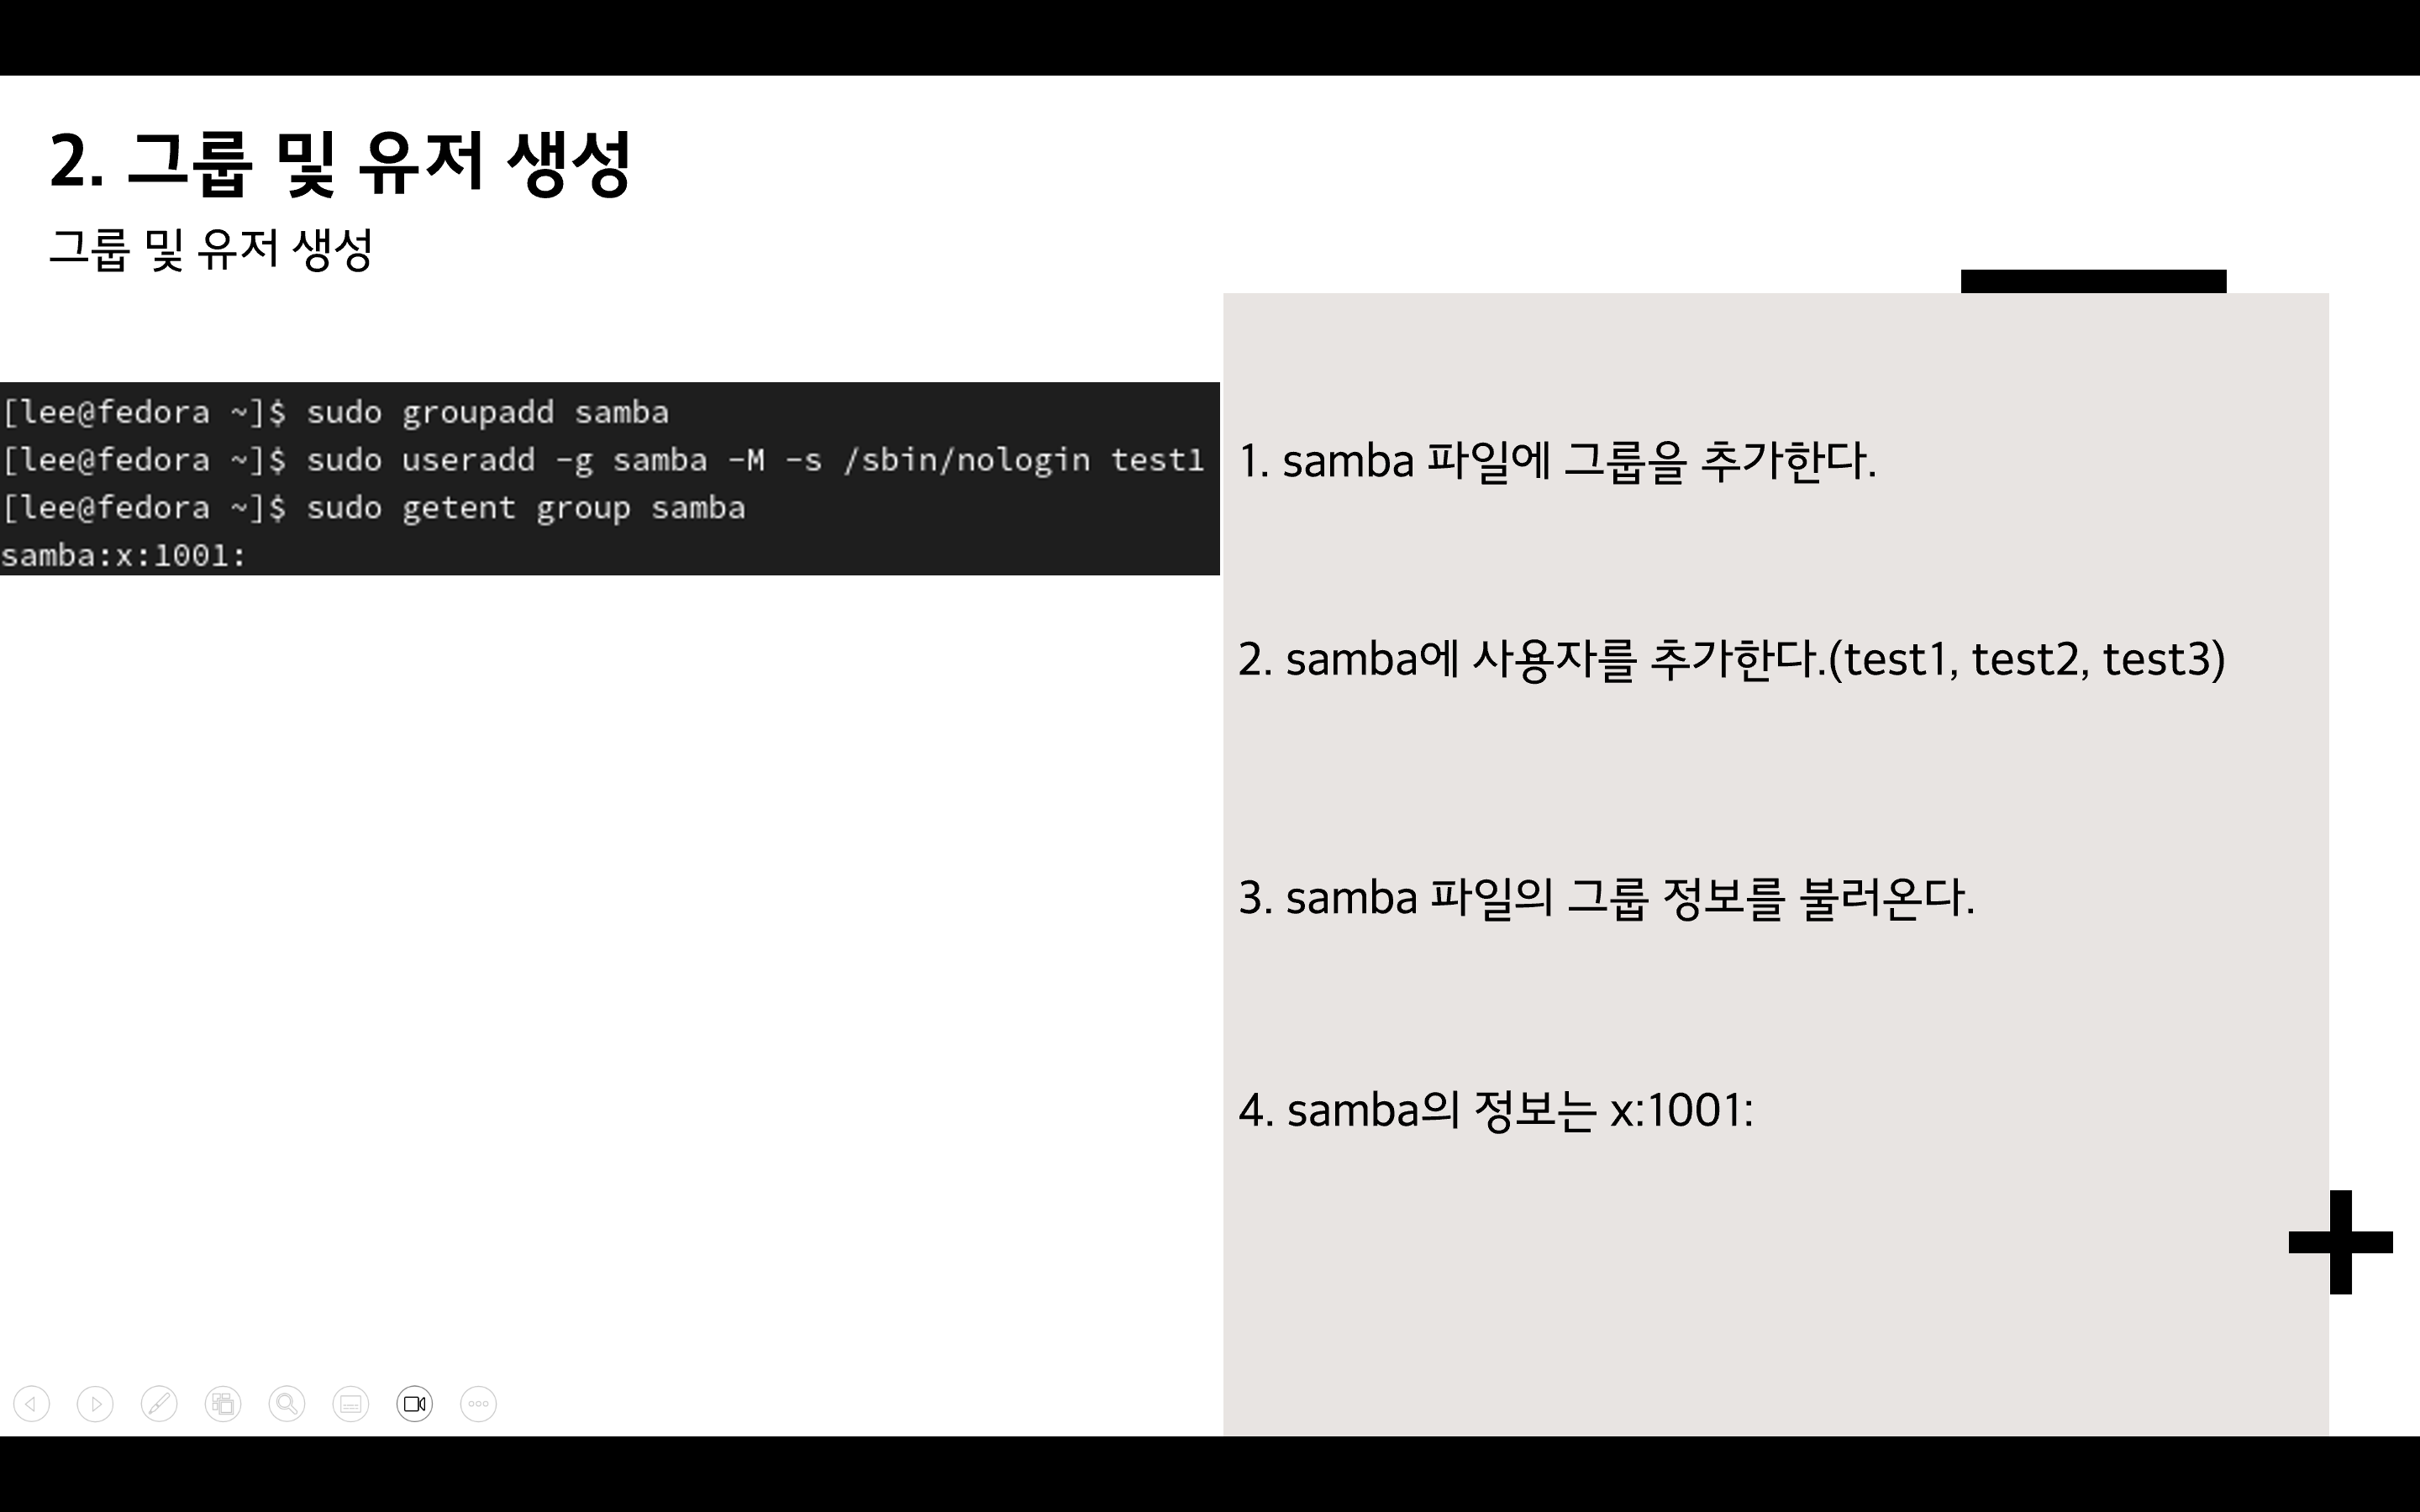 2. 그룹 및 유저 생성
그룹 및 유저 생성
[lee@fedora ~]$ sudo groupadd samba
[lee@fedora ~]$ sudo useradd -g samba -M -s /sbin/nologin test1
[lee@fedora ~]$ sudo getent group samba
samba:x:1001:
1. samba 파일에 그룹을 추가한다.
2. samba에 사용자를 추가한다.(test1, test2, test3)
3. samba 파일의 그룹 정보를 불러온다.
4. samba의 정보는 x:1001: